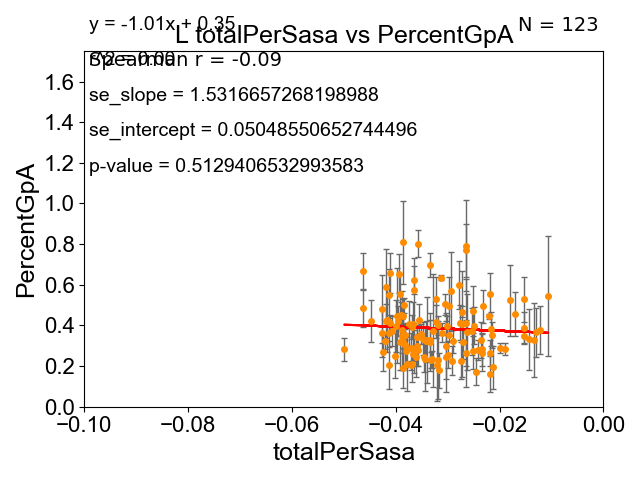 y = -1.01x + 0.35
N = 123
L totalPerSasa vs PercentGpA
Spearman r = -0.09
se_slope = 1.5316657268198988
se_intercept = 0.05048550652744496
p-value = 0.5129406532993583
PercentGpA
1.6
1.4
1.2
1.0
0.8
0.6
0.4
0.2
0.0
−0.10
−0.08
−0.06
−0.04
−0.02
0.00
totalPerSasa